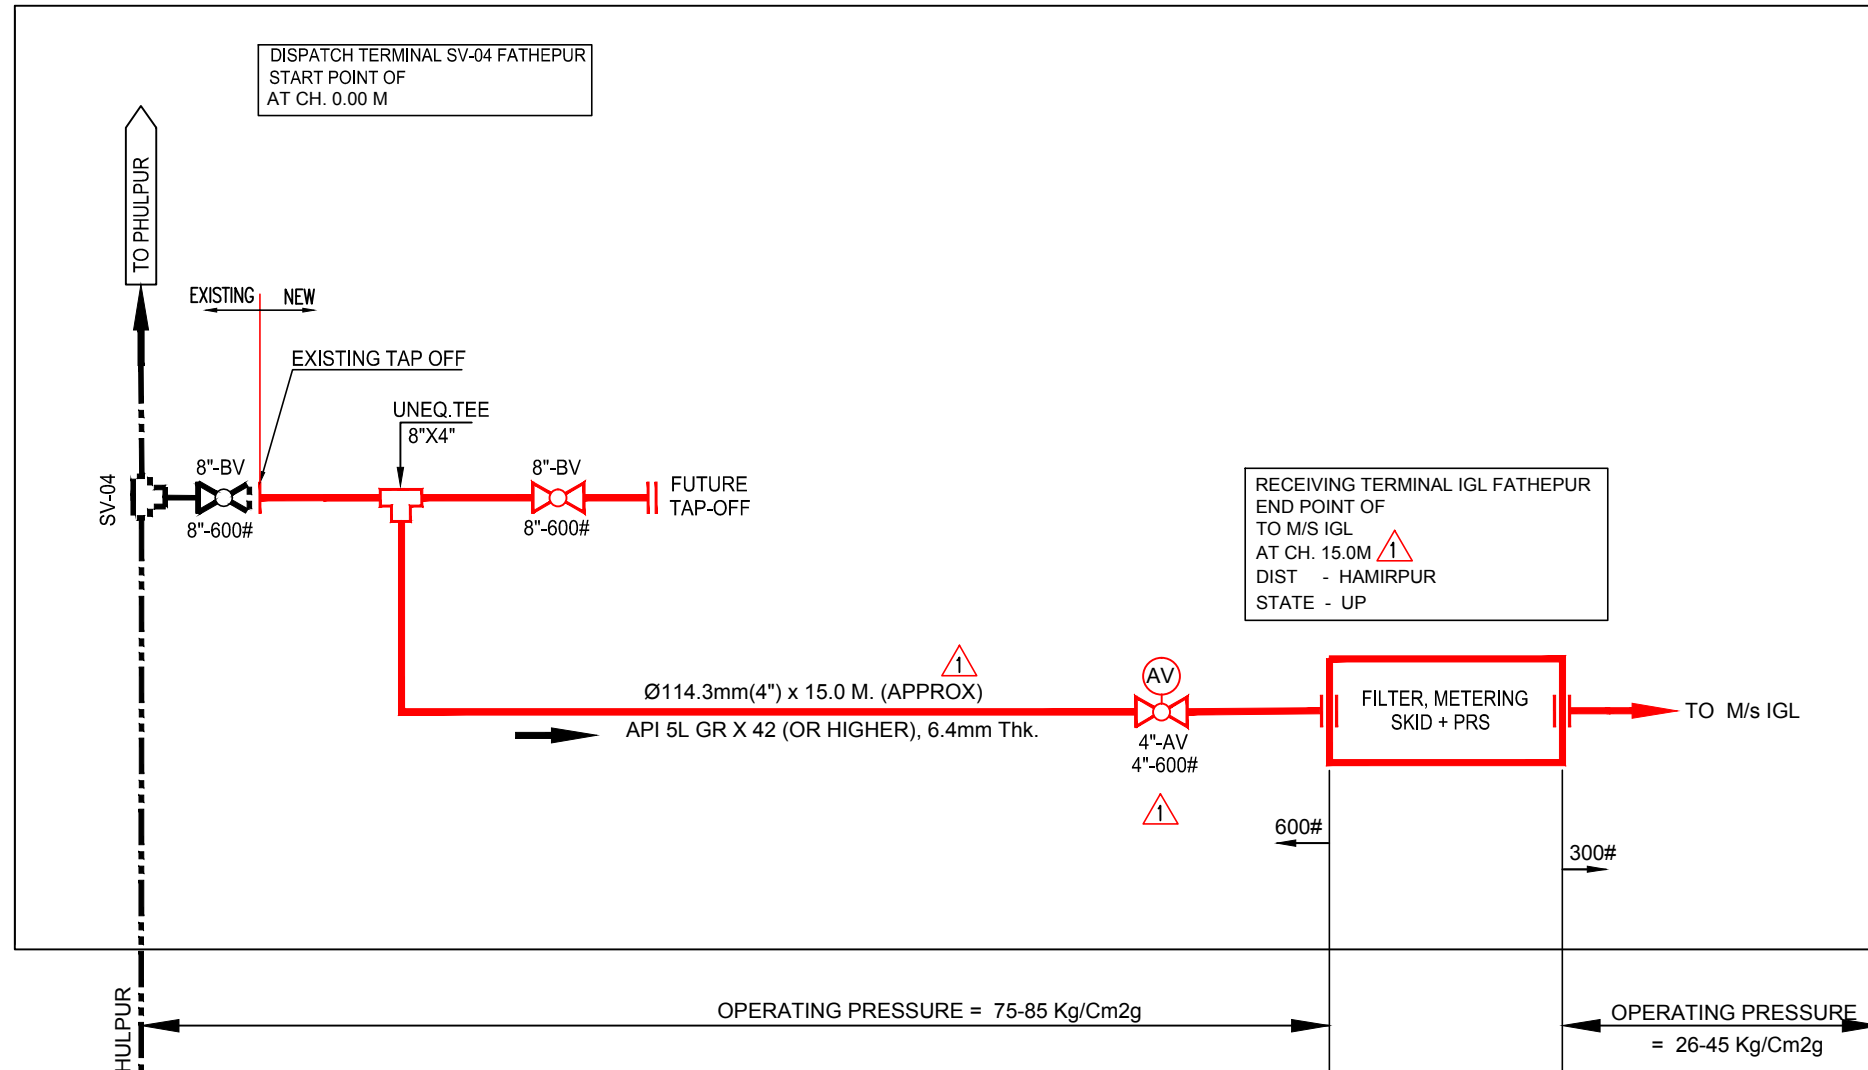 DISPATCH TERMINAL SV-04 FATHEPUR
START POINT OF
AT CH. 0.00 M
TO PHULPUR
EXISTING
NEW
EXISTING TAP OFF
UNEQ.TEE
8"X4"
SV-04
8"-BV
8"-600#
8"-BV
8"-600#
FUTURE
TAP-OFF
RECEIVING TERMINAL IGL FATHEPUR
END POINT OF
TO M/S IGL
AT CH. 15.0M 1
DIST - HAMIRPUR
STATE - UP
1
Ø114.3mm(4") x 15.0 M. (APPROX)
API 5L GR X 42 (OR HIGHER), 6.4mm Thk.
AV
4"-AV
4"-600#
1
FILTER, METERING
SKID + PRS
TO M/s IGL
600#
300#
HULPUR
OPERATING PRESSURE = 75-85 Kg/Cm2g
OPERATING PRESSURE
= 26-45 Kg/Cm2g